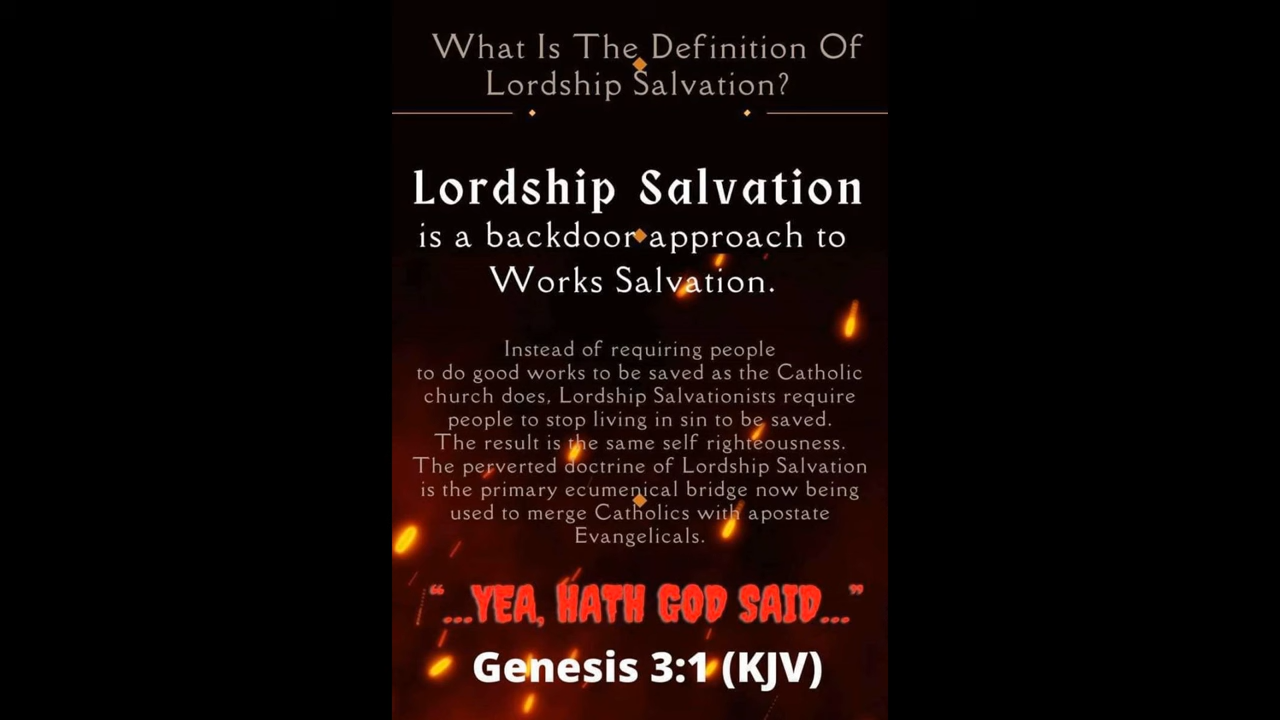 What Is The Definition Of
Lordship Salvation?
Lordship Salvation
is a backdoor approach to
Works Salvation.
Instead of requiring people
to do good works to be saved as the Catholic
church does, Lordship Salvationists require
people to stop living in sin to be saved.
The result is the same self righteousness.
The perverted doctrine of Lordship Salvation
is the primary ecumenical bridge now being
used to merge Catholics with apostate
Evangelicals.
“...YEA, HATH GOD SAID...”
Genesis 3:1 (KJV)